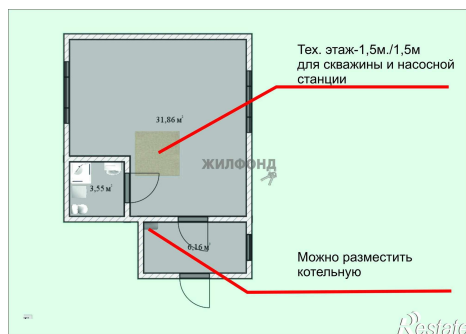 Тех. этаж-1,5м./1,5м
для скважины и насосной
станции
31,86 м²
ЖИЛФОНД
3,55 м²
6,16 м²
Можно разместить
котельную
Restate